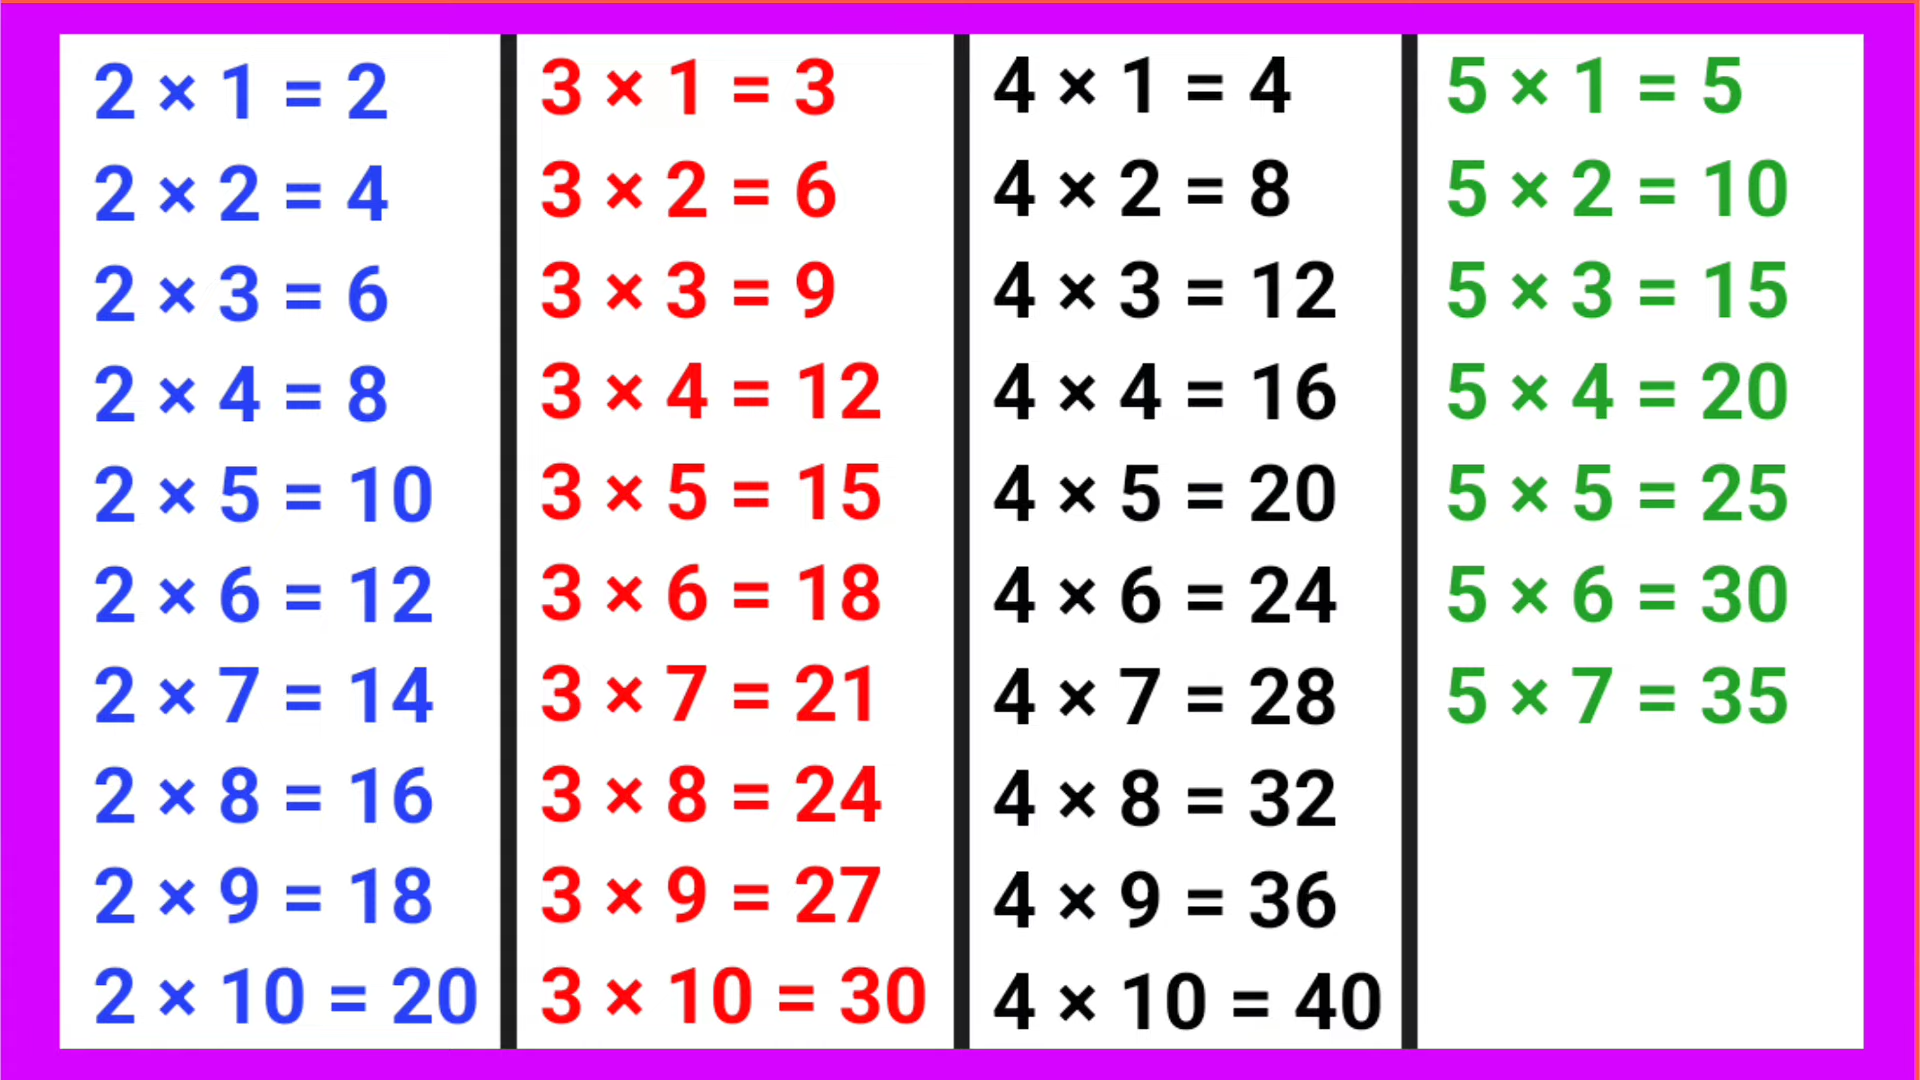 2 × 1 = 2
2 × 2 = 4
2 × 3 = 6
2 × 4 = 8
2 × 5 = 10
2 × 6 = 12
2 × 7 = 14
2 × 8 = 16
2 × 9 = 18
2 × 10 = 20
3 × 1 = 3
3 × 2 = 6
3 × 3 = 9
3 × 4 = 12
3 × 5 = 15
3 × 6 = 18
3 × 7 = 21
3 × 8 = 24
3 × 9 = 27
3 × 10 = 30
4 × 1 = 4
4 × 2 = 8
4 × 3 = 12
4 × 4 = 16
4 × 5 = 20
4 × 6 = 24
4 × 7 = 28
4 × 8 = 32
4 × 9 = 36
4 × 10 = 40
5 × 1 = 5
5 × 2 = 10
5 × 3 = 15
5 × 4 = 20
5 × 5 = 25
5 × 6 = 30
5 × 7 = 35